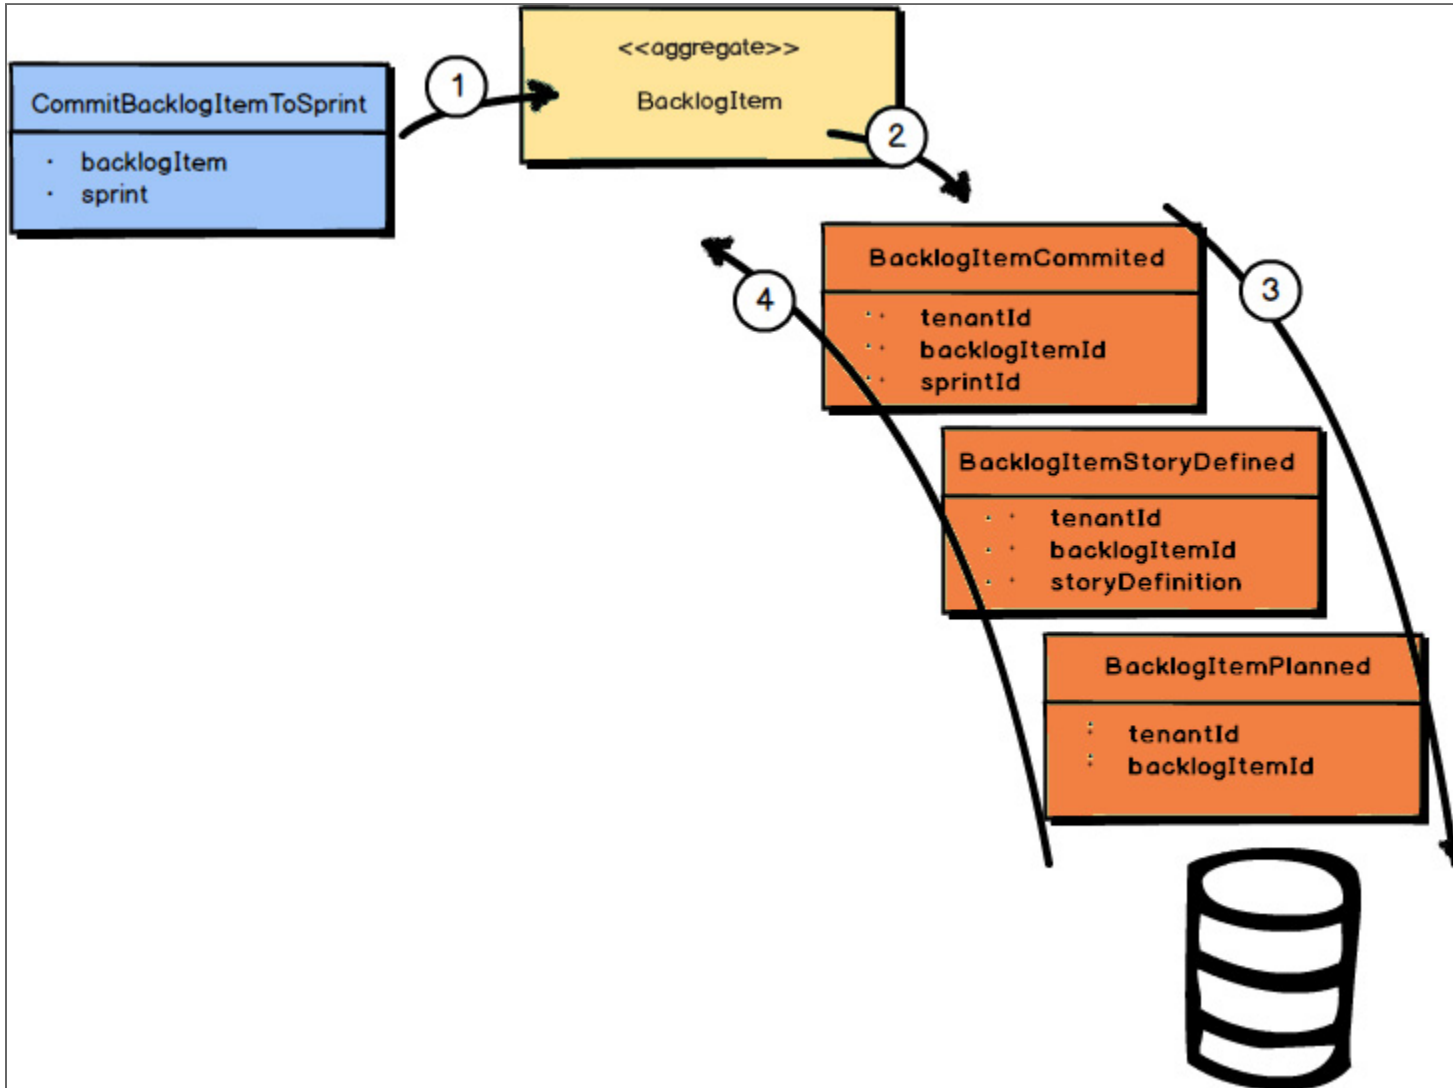 <<aggregate>>
BacklogItem
CommitBacklogItemToSprint
· backlogItem
· sprint
1
2
3
4
BacklogItemCommited
· tenantId
· backlogItemId
· sprintId
BacklogItemStoryDefined
· tenantId
· backlogItemId
· storyDefinition
BacklogItemPlanned
· tenantId
· backlogItemId